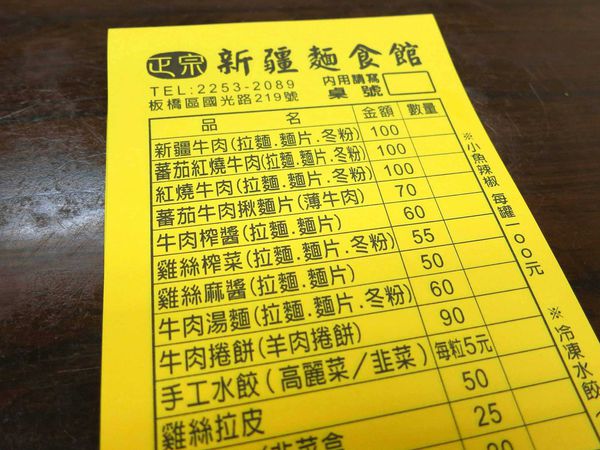 正宗 新疆麵食館
TEL:2253-2089
板橋區國光路219號
內用請寫
桌號
品名 金額 數量
新疆牛肉(拉麵.麵片.冬粉) 100
蕃茄紅燒牛肉(拉麵.麵片.冬粉) 100
紅燒牛肉(拉麵.麵片.冬粉) 100
蕃茄牛肉揪麵片(薄牛肉) 70
牛肉榨醬(拉麵.麵片) 60
雞絲榨菜(拉麵.麵片.冬粉) 55
雞絲麻醬(拉麵.麵片) 50
牛肉湯麵(拉麵.麵片.冬粉) 60
牛肉捲餅(羊肉捲餅) 90
手工水餃(高麗菜/韭菜) 每粒5元
雞絲拉皮 50
/韭菜盒 25
※小魚辣椒 每罐一００元
※冷凍水餃